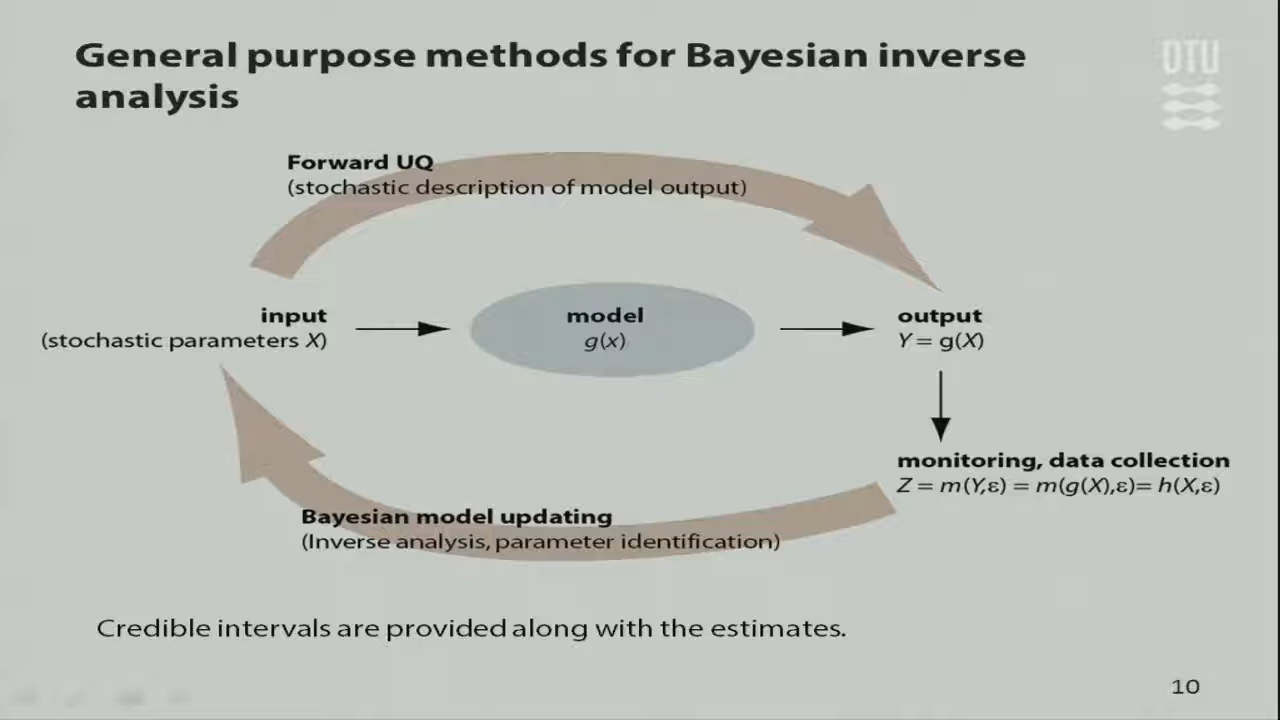 General purpose methods for Bayesian inverse
analysis
DTU
Forward UQ
(stochastic description of model output)
input
(stochastic parameters X)
model
g(x)
output
Y = g(X)
monitoring, data collection
Z = m(Y,ε) = m(g(X),ε)= h(X,ε)
Bayesian model updating
(Inverse analysis, parameter identification)
Credible intervals are provided along with the estimates.
10